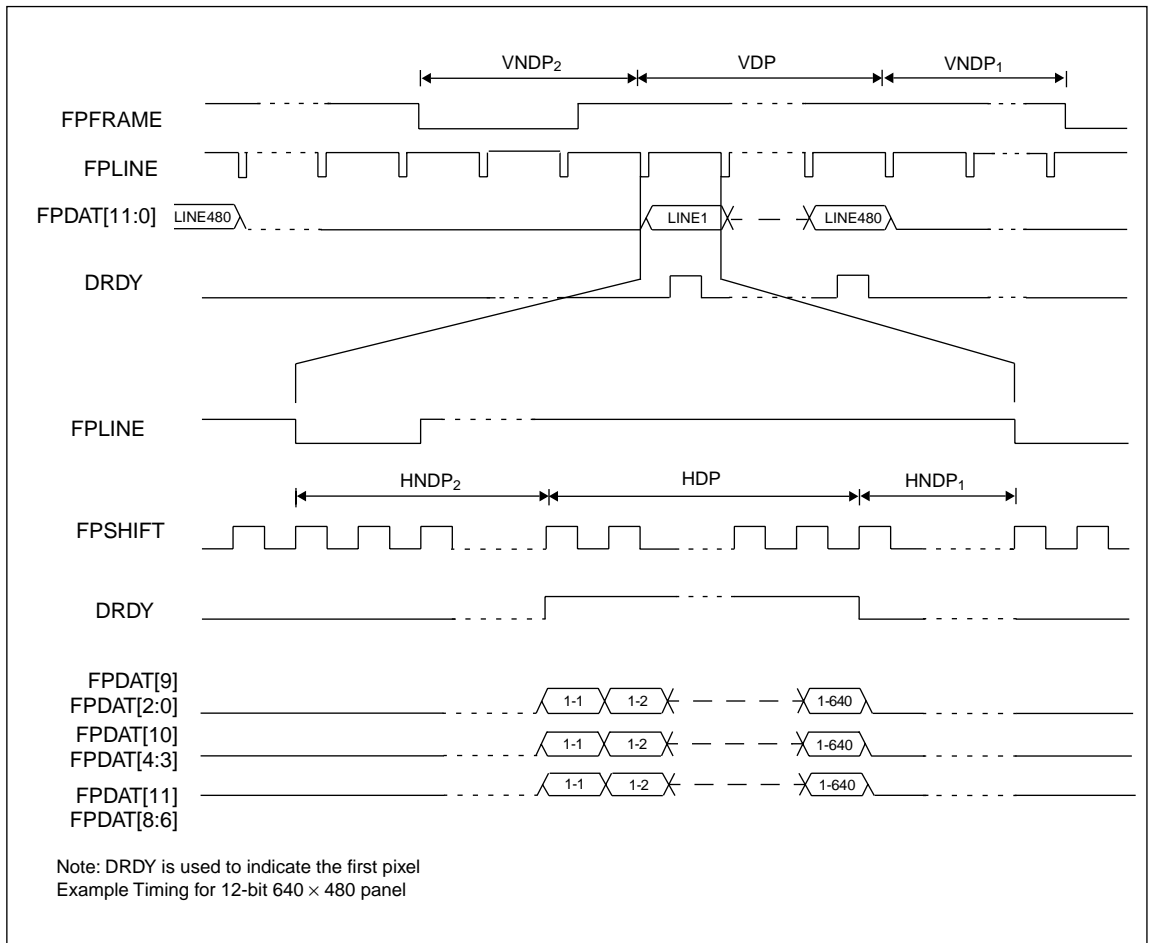 VNDP2 VDP VNDP1
FPFRAME
FPLINE
FPDAT[11:0] LINE480 LINE1 LINE480
DRDY
FPLINE
HNDP2 HDP HNDP1
FPSHIFT
DRDY
FPDAT[9]
FPDAT[2:0] 1-1 1-2 1-640
FPDAT[10]
FPDAT[4:3] 1-1 1-2 1-640
FPDAT[11] 1-1 1-2 1-640
FPDAT[8:6]
Note: DRDY is used to indicate the first pixel
Example Timing for 12-bit 640 × 480 panel